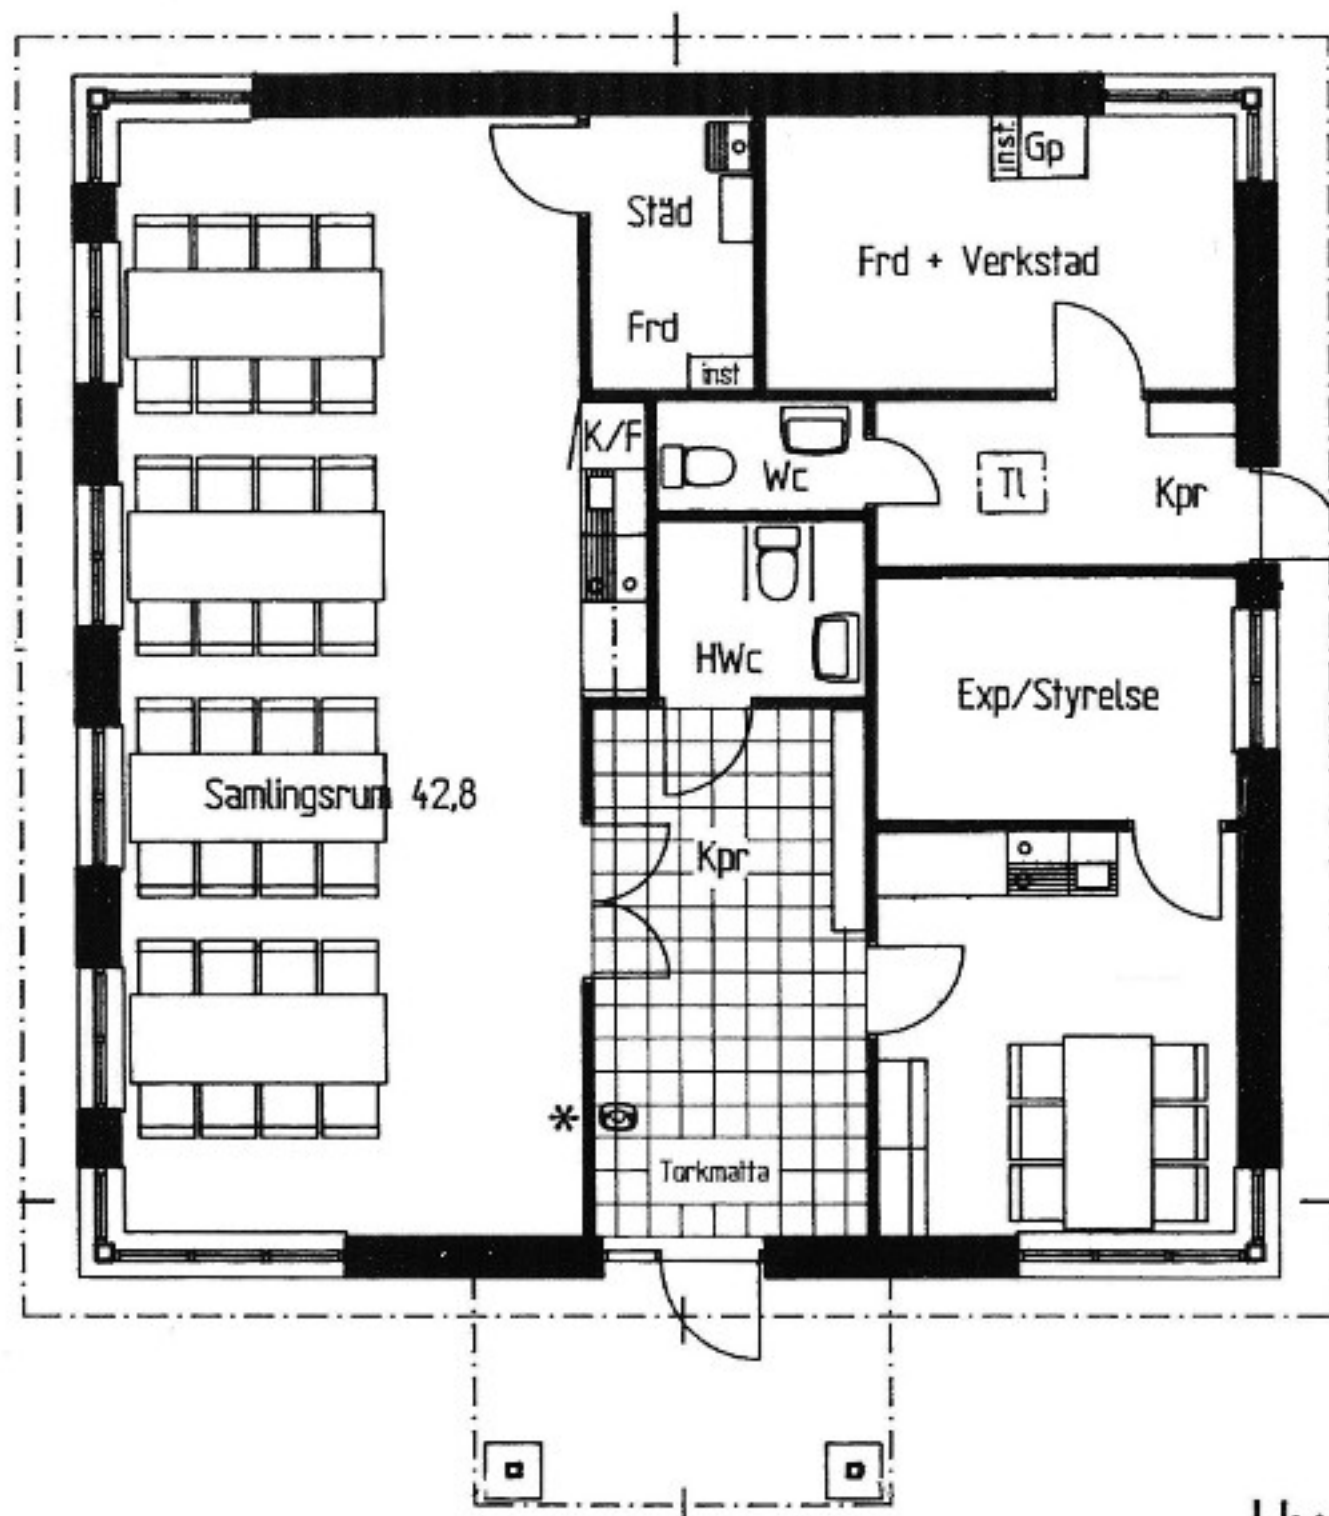 inst.
Gp
Städ
Frd + Verkstad
Frd
inst
K/F
Wc
Tl
Kpr
HWc
Exp/Styrelse
Samlingsrum 42,8
Kpr
*
Torkmatta